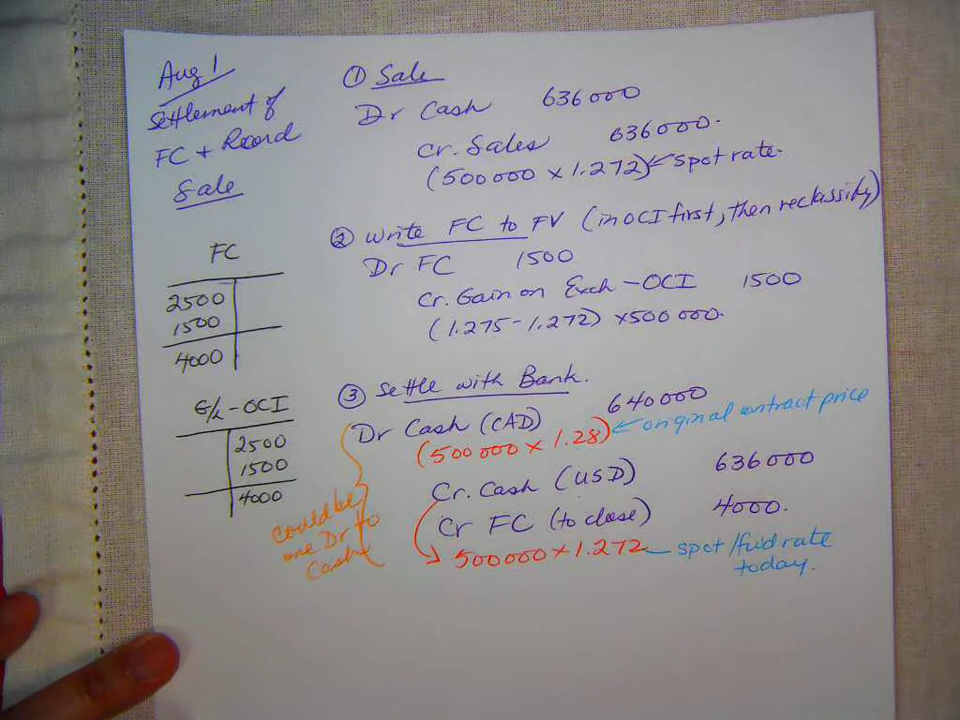 Aug 1
Settlement of
FC + Record
Sale
① Sale
Dr Cash 636000
Cr. Sales 636000.
(500000 × 1.272) ← spot rate.
② Write FC to FV (in OCI first, then reclassify)
Dr FC 1500
Cr. Gain on Exch - OCI 1500
(1.275 - 1.272) × 500000.
FC
2500
1500
4000
③ Settle with Bank.
Dr Cash (CAD) 640000
(500000 × 1.28) ← original contract price
Cr. Cash (USD) 636000
Cr FC (to close) 4000.
500000 × 1.272 — spot/fwd rate
today.
G/L - OCI
2500
1500
4000
could be
one Dr to
Cash